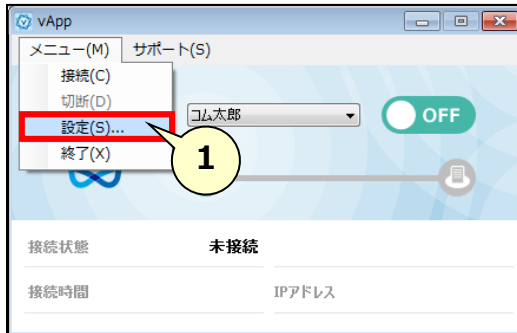 vApp
メニュー(M) サポート(S)
接続(C)
切断(D)
設定(S)...
終了(X)
コム太郎
OFF
1
接続状態 未接続
接続時間 IPアドレス